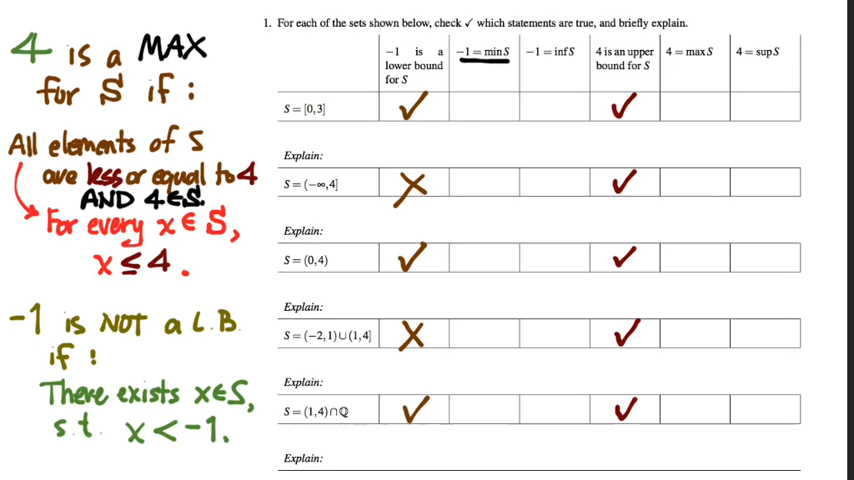 4 is a MAX
for S if :
All elements of S
are less or equal to 4
AND 4∈S.
For every x∈S,
x≤4.
-1 is NOT a L.B.
if :
There exists x∈S,
s.t. x<-1.
1. For each of the sets shown below, check ✓ which statements are true, and briefly explain.
−1 is a lower bound for S
−1 = min S
−1 = inf S
4 is an upper bound for S
4 = max S
4 = sup S
S = [0,3] ✓ ✓
Explain:
S = (−∞,4] ✗ ✓
Explain:
S = (0,4) ✓ ✓
Explain:
S = (−2,1)∪(1,4] ✗ ✓
Explain:
S = (1,4)∩ℚ ✓ ✓
Explain: